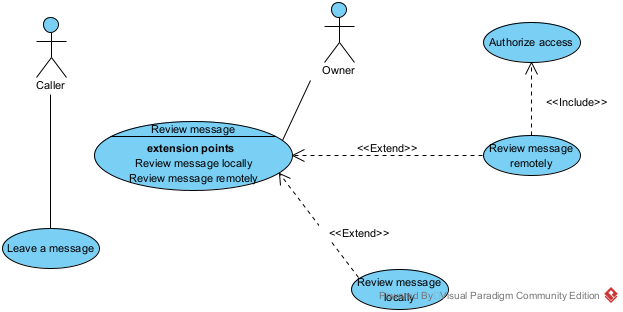 Caller
Owner
Authorize access
<<Include>>
Review message
extension points
Review message locally
Review message remotely
<<Extend>>
Review message
remotely
<<Extend>>
Leave a message
Review message
locally
Powered By: Visual Paradigm Community Edition